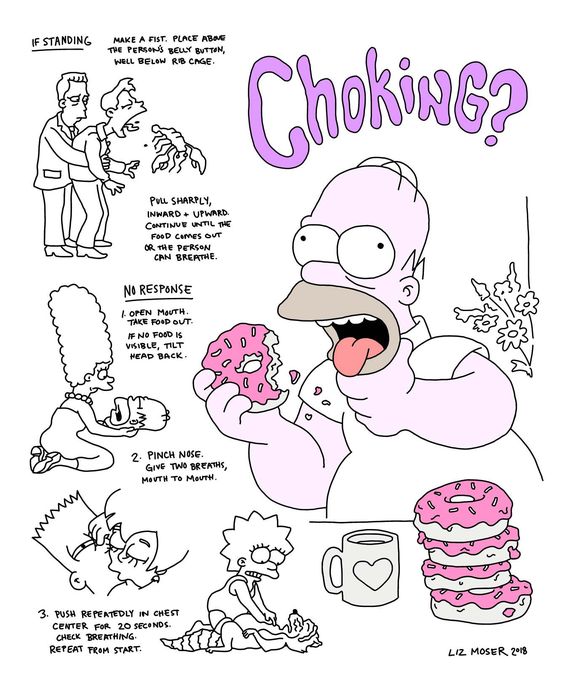 IF STANDING
MAKE A FIST. PLACE ABOVE
THE PERSON'S BELLY BUTTON,
WELL BELOW RIB CAGE.
CHOKiNG?
PULL SHARPLY,
INWARD + UPWARD.
CONTINUE UNTIL THE
FOOD COMES OUT
OR THE PERSON
CAN BREATHE.
NO RESPONSE
1. OPEN MOUTH.
TAKE FOOD OUT.
IF NO FOOD IS
VISIBLE, TILT
HEAD BACK.
2. PINCH NOSE.
GIVE TWO BREATHS,
MOUTH TO MOUTH.
3. PUSH REPEATEDLY IN CHEST
CENTER FOR 20 SECONDS.
CHECK BREATHING.
REPEAT FROM START.
LIZ MOSER 2018